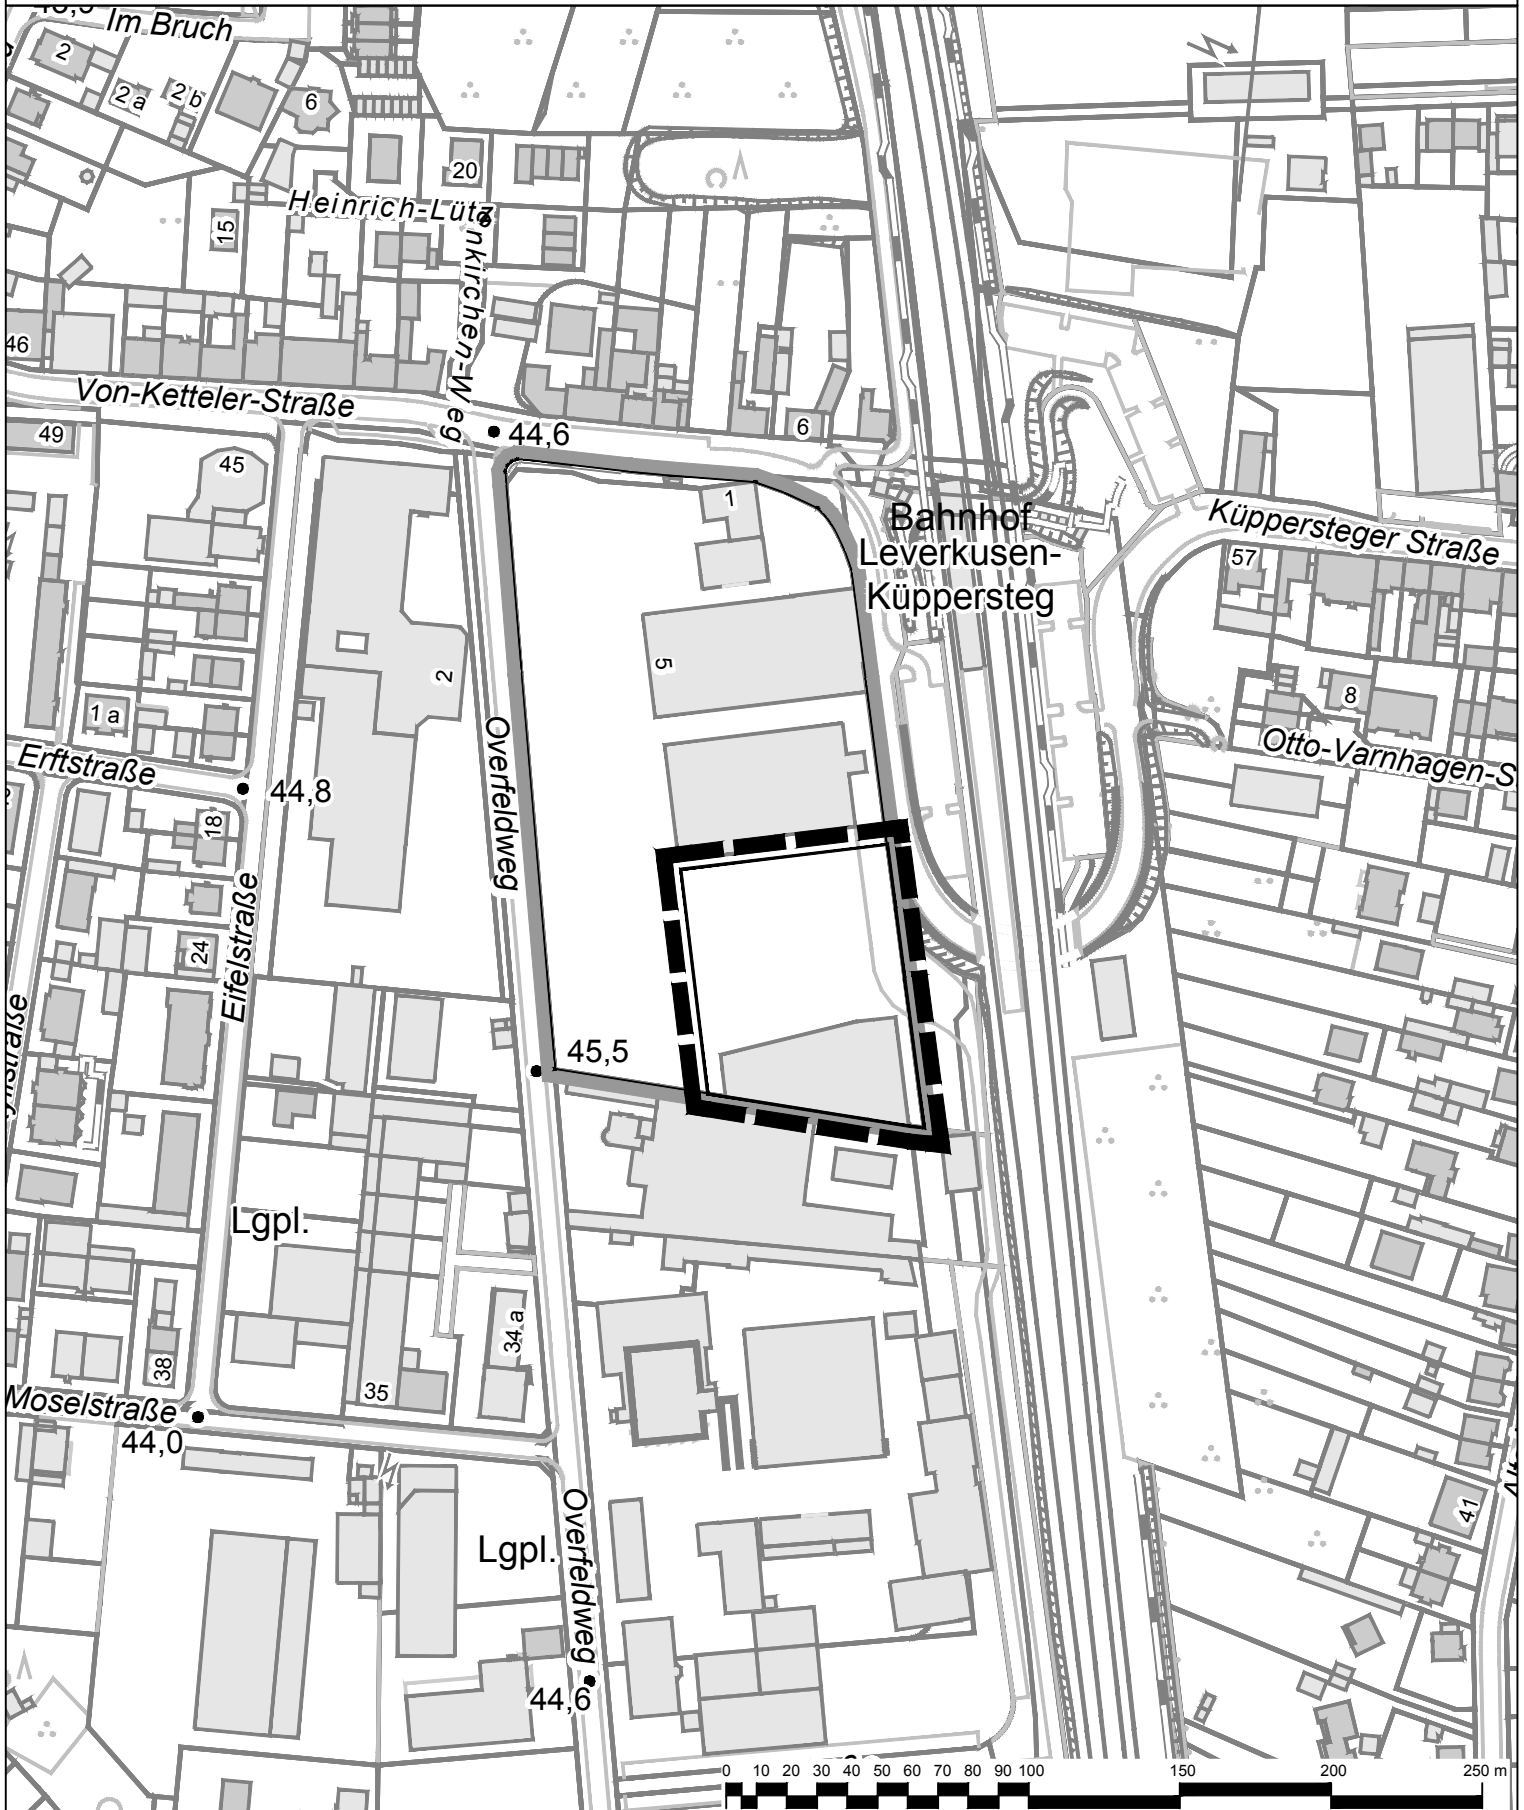 Im Bruch
2
2 a
2 b
6
20
Heinrich-Lütz
enkirchen-Weg
15
46
Von-Ketteler-Straße
49
45
44,6
6
1
Bahnhof
Leverkusen-
Küppersteg
Küppersteger Straße
57
5
2
8
1 a
Overfeldweg
Otto-Varnhagen-S
Erftstraße
44,8
18
Eifelstraße
24
45,5
Lgpl.
34 a
38
35
Moselstraße
44,0
Overfeldweg
Lgpl.
41
44,6
0 10 20 30 40 50 60 70 80 90 100 150 200 250 m